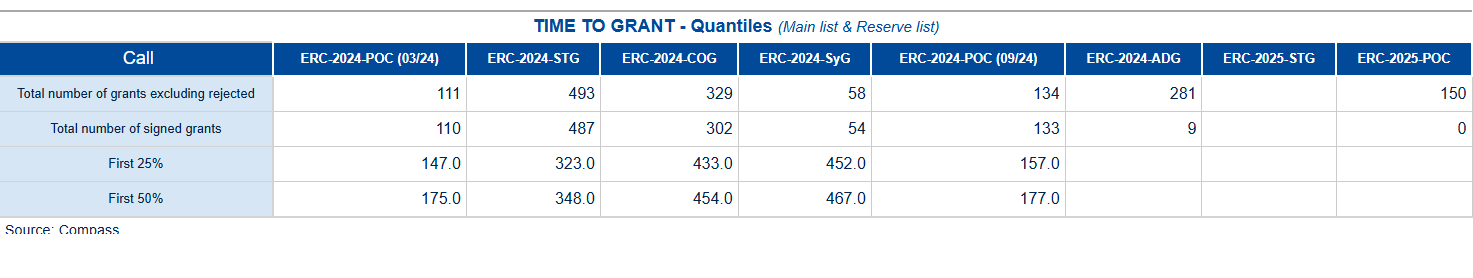 TIME TO GRANT - Quantiles (Main list & Reserve list)
Call ERC-2024-POC (03/24) ERC-2024-STG ERC-2024-COG ERC-2024-SyG ERC-2024-POC (09/24) ERC-2024-ADG ERC-2025-STG ERC-2025-POC
Total number of grants excluding rejected 111 493 329 58 134 281 150
Total number of signed grants 110 487 302 54 133 9 0
First 25% 147.0 323.0 433.0 452.0 157.0
First 50% 175.0 348.0 454.0 467.0 177.0
Source: Compass